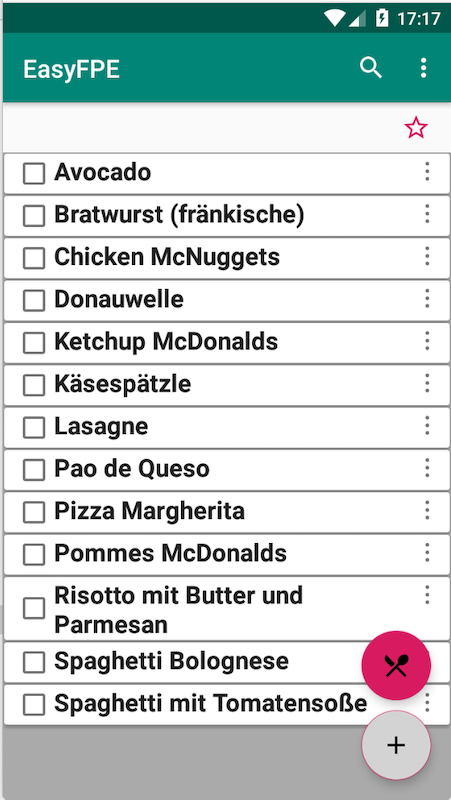 17:17
EasyFPE
Avocado
Bratwurst (fränkische)
Chicken McNuggets
Donauwelle
Ketchup McDonalds
Käsespätzle
Lasagne
Pao de Queso
Pizza Margherita
Pommes McDonalds
Risotto mit Butter und
Parmesan
Spaghetti Bolognese
Spaghetti mit Tomatensoße